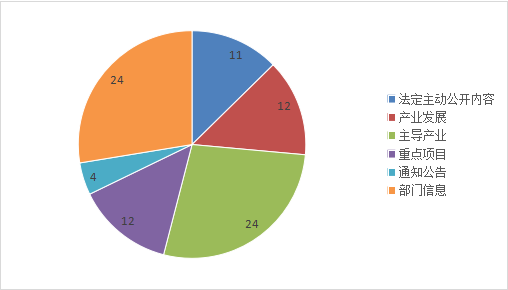 11
12
24
12
4
24
法定主动公开内容
产业发展
主导产业
重点项目
通知公告
部门信息